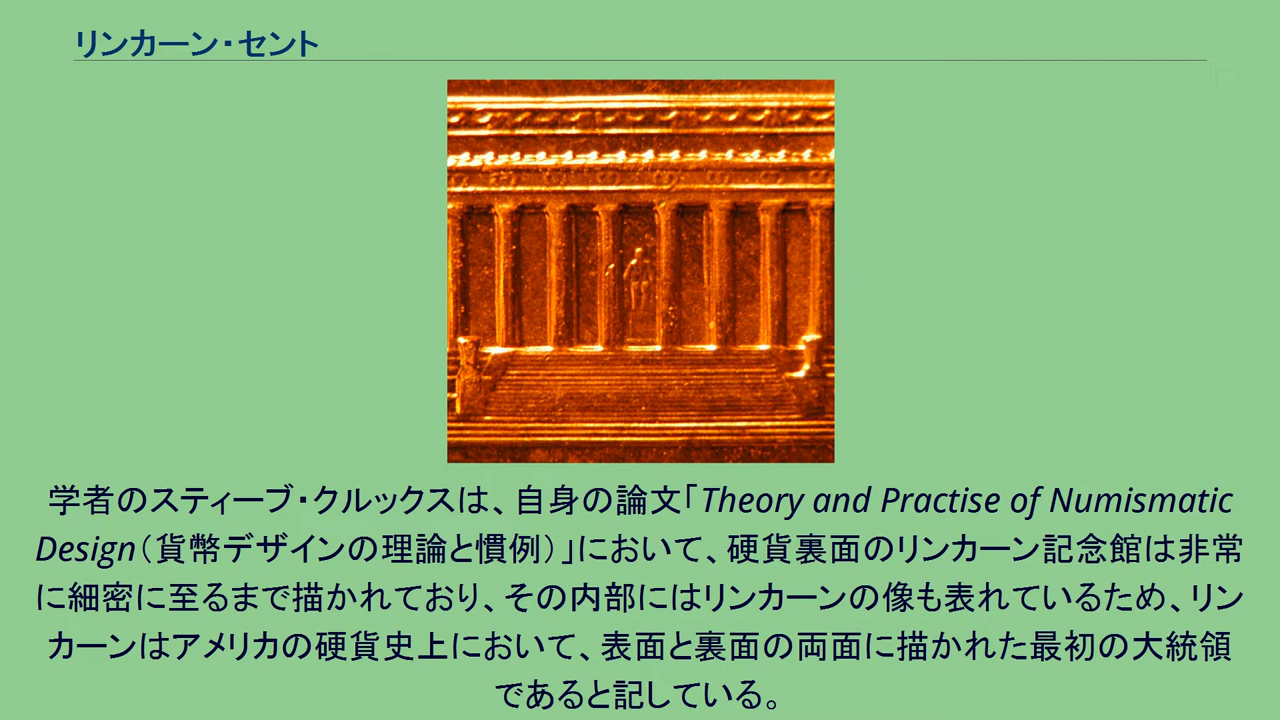 リンカーン・セント
学者のスティーブ・クルックスは、自身の論文「Theory and Practise of Numismatic
Design（貨幣デザインの理論と慣例）」において、硬貨裏面のリンカーン記念館は非常
に細密に至るまで描かれており、その内部にはリンカーンの像も表れているため、リン
カーンはアメリカの硬貨史上において、表面と裏面の両面に描かれた最初の大統領
であると記している。